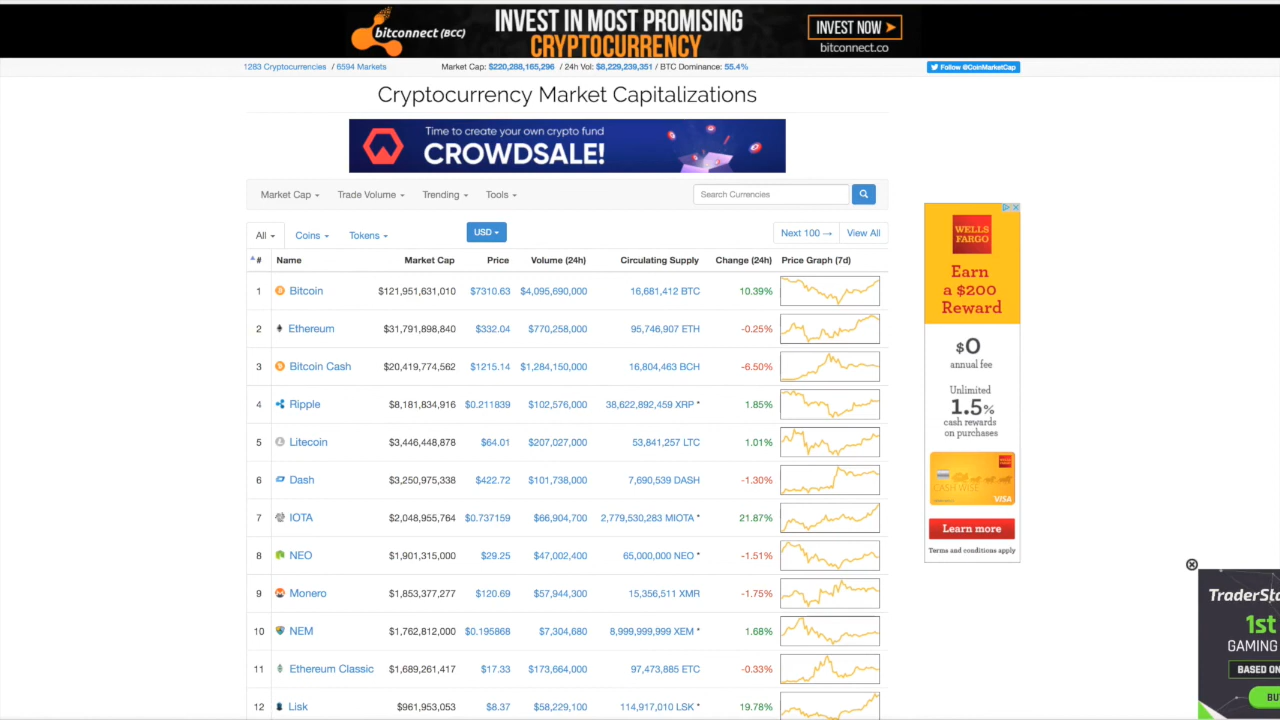 bitconnect (BCC)
INVEST IN MOST PROMISING
CRYPTOCURRENCY
INVEST NOW
bitconnect.co
1283 Cryptocurrencies / 6594 Markets
Market Cap: $220,288,165,296 / 24h Vol: $8,229,239,351 / BTC Dominance: 55.4%
Follow @CoinMarketCap
Cryptocurrency Market Capitalizations
Time to create your own crypto fund
CROWDSALE!
Market Cap Trade Volume Trending Tools
Search Currencies
All Coins Tokens USD Next 100 → View All
# Name Market Cap Price Volume (24h) Circulating Supply Change (24h) Price Graph (7d)
1 Bitcoin $121,951,631,010 $7310.63 $4,095,690,000 16,681,412 BTC 10.39%
2 Ethereum $31,791,898,840 $332.04 $770,258,000 95,746,907 ETH -0.25%
3 Bitcoin Cash $20,419,774,562 $1215.14 $1,284,150,000 16,804,463 BCH -6.50%
4 Ripple $8,181,834,916 $0.211839 $102,576,000 38,622,892,459 XRP * 1.85%
5 Litecoin $3,446,448,878 $64.01 $207,027,000 53,841,257 LTC 1.01%
6 Dash $3,250,975,338 $422.72 $101,738,000 7,690,539 DASH -1.30%
7 IOTA $2,048,955,764 $0.737159 $66,904,700 2,779,530,283 MIOTA * 21.87%
8 NEO $1,901,315,000 $29.25 $47,002,400 65,000,000 NEO * -1.51%
9 Monero $1,853,377,277 $120.69 $57,944,300 15,356,511 XMR -1.75%
10 NEM $1,762,812,000 $0.195868 $7,304,680 8,999,999,999 XEM * 1.68%
11 Ethereum Classic $1,689,261,417 $17.33 $173,664,000 97,473,885 ETC -0.33%
12 Lisk $961,953,053 $8.37 $58,229,100 114,917,010 LSK * 19.78%
WELLS
FARGO
Earn
a $200
Reward
$0
annual fee
Unlimited
1.5%
cash rewards
on purchases
CASH WISE
VISA
Learn more
Terms and conditions apply
TraderSta
1st
GAMING
BASED ON
BU